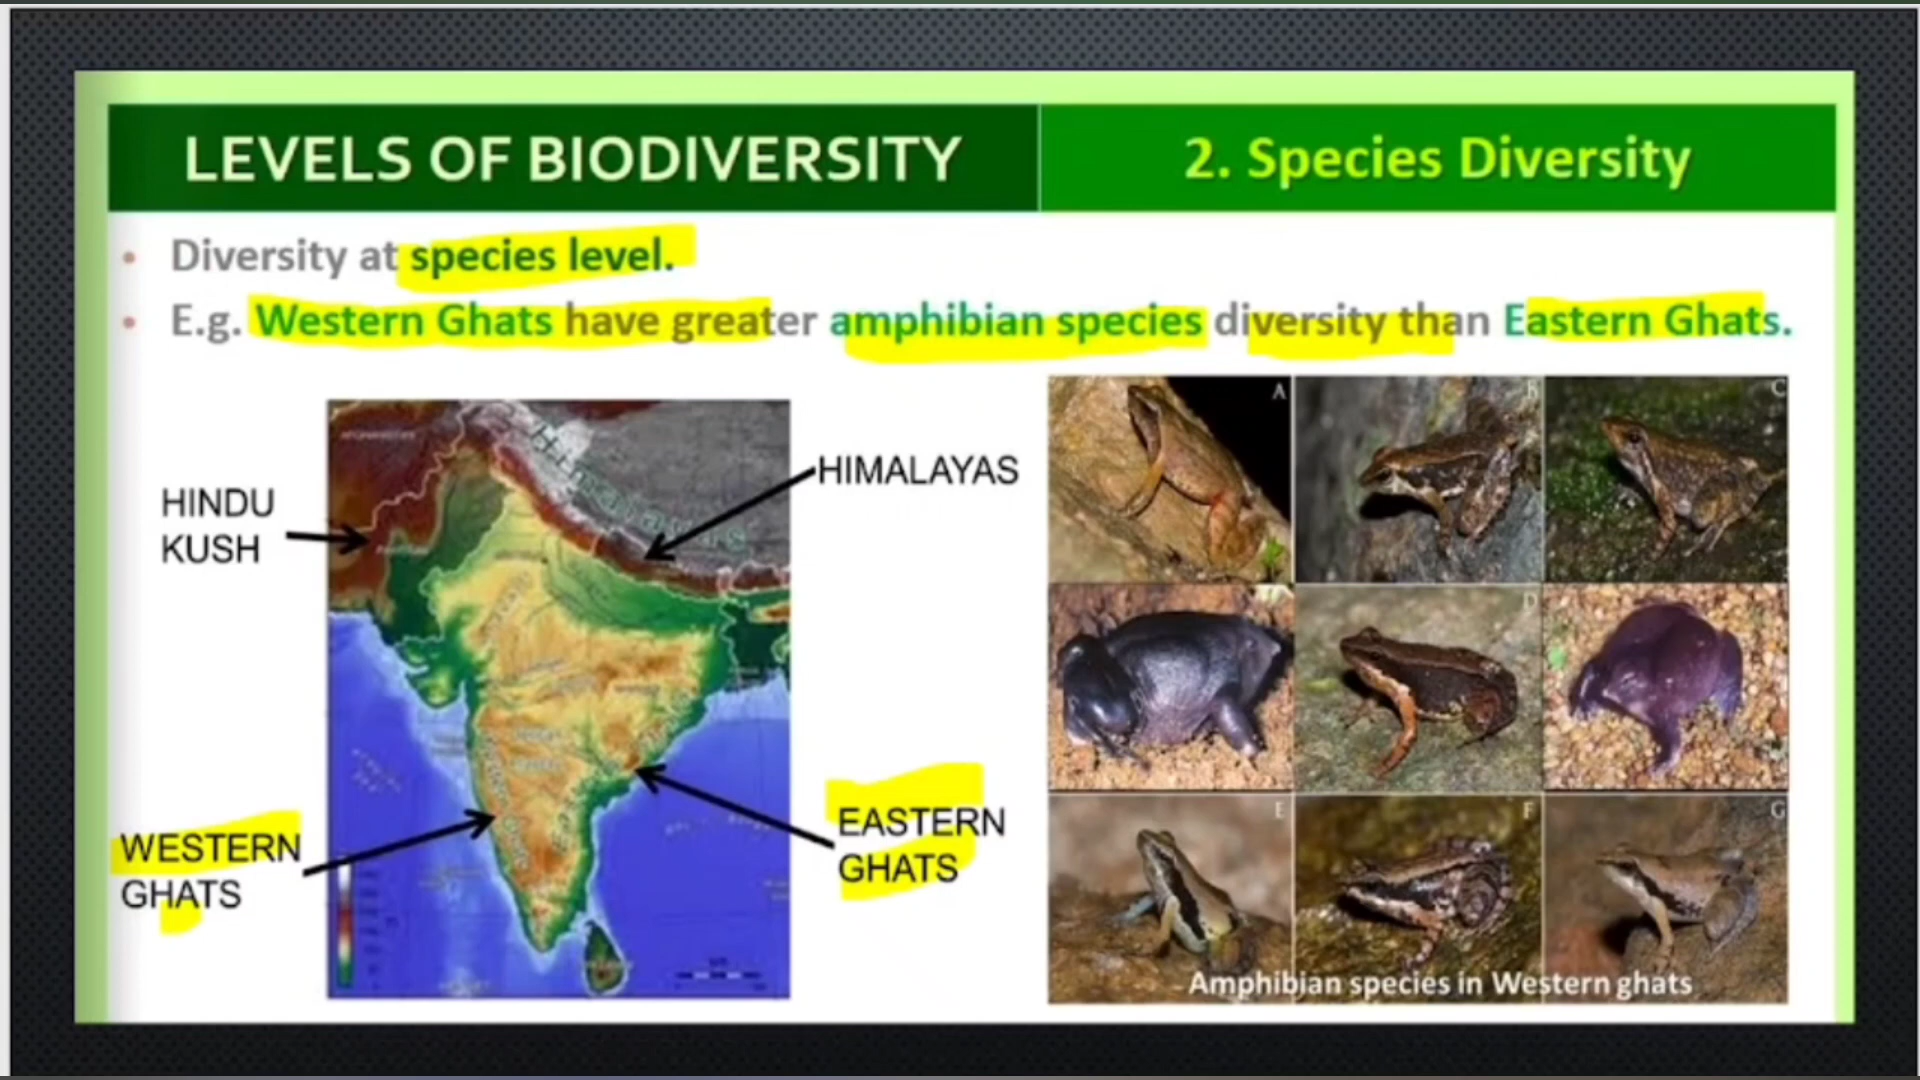 LEVELS OF BIODIVERSITY
2. Species Diversity
• Diversity at species level.
• E.g. Western Ghats have greater amphibian species diversity than Eastern Ghats.
HINDU
KUSH
HIMALAYAS
WESTERN
GHATS
EASTERN
GHATS
Himalayas
A
B
C
D
E
F
G
Amphibian species in Western ghats